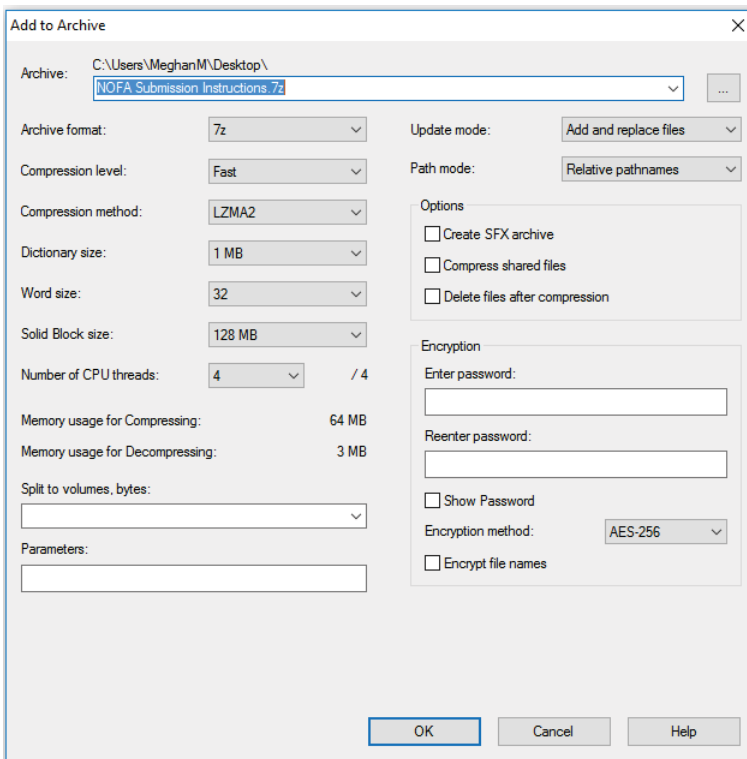 Add to Archive
Archive:
C:\Users\MeghanM\Desktop\
NOFA Submission Instructions.7z
...
Archive format:
7z
Compression level:
Fast
Compression method:
LZMA2
Dictionary size:
1 MB
Word size:
32
Solid Block size:
128 MB
Number of CPU threads:
4
/ 4
Memory usage for Compressing:
64 MB
Memory usage for Decompressing:
3 MB
Split to volumes, bytes:
Parameters:
Update mode:
Add and replace files
Path mode:
Relative pathnames
Options
Create SFX archive
Compress shared files
Delete files after compression
Encryption
Enter password:
Reenter password:
Show Password
Encryption method:
AES-256
Encrypt file names
OK
Cancel
Help